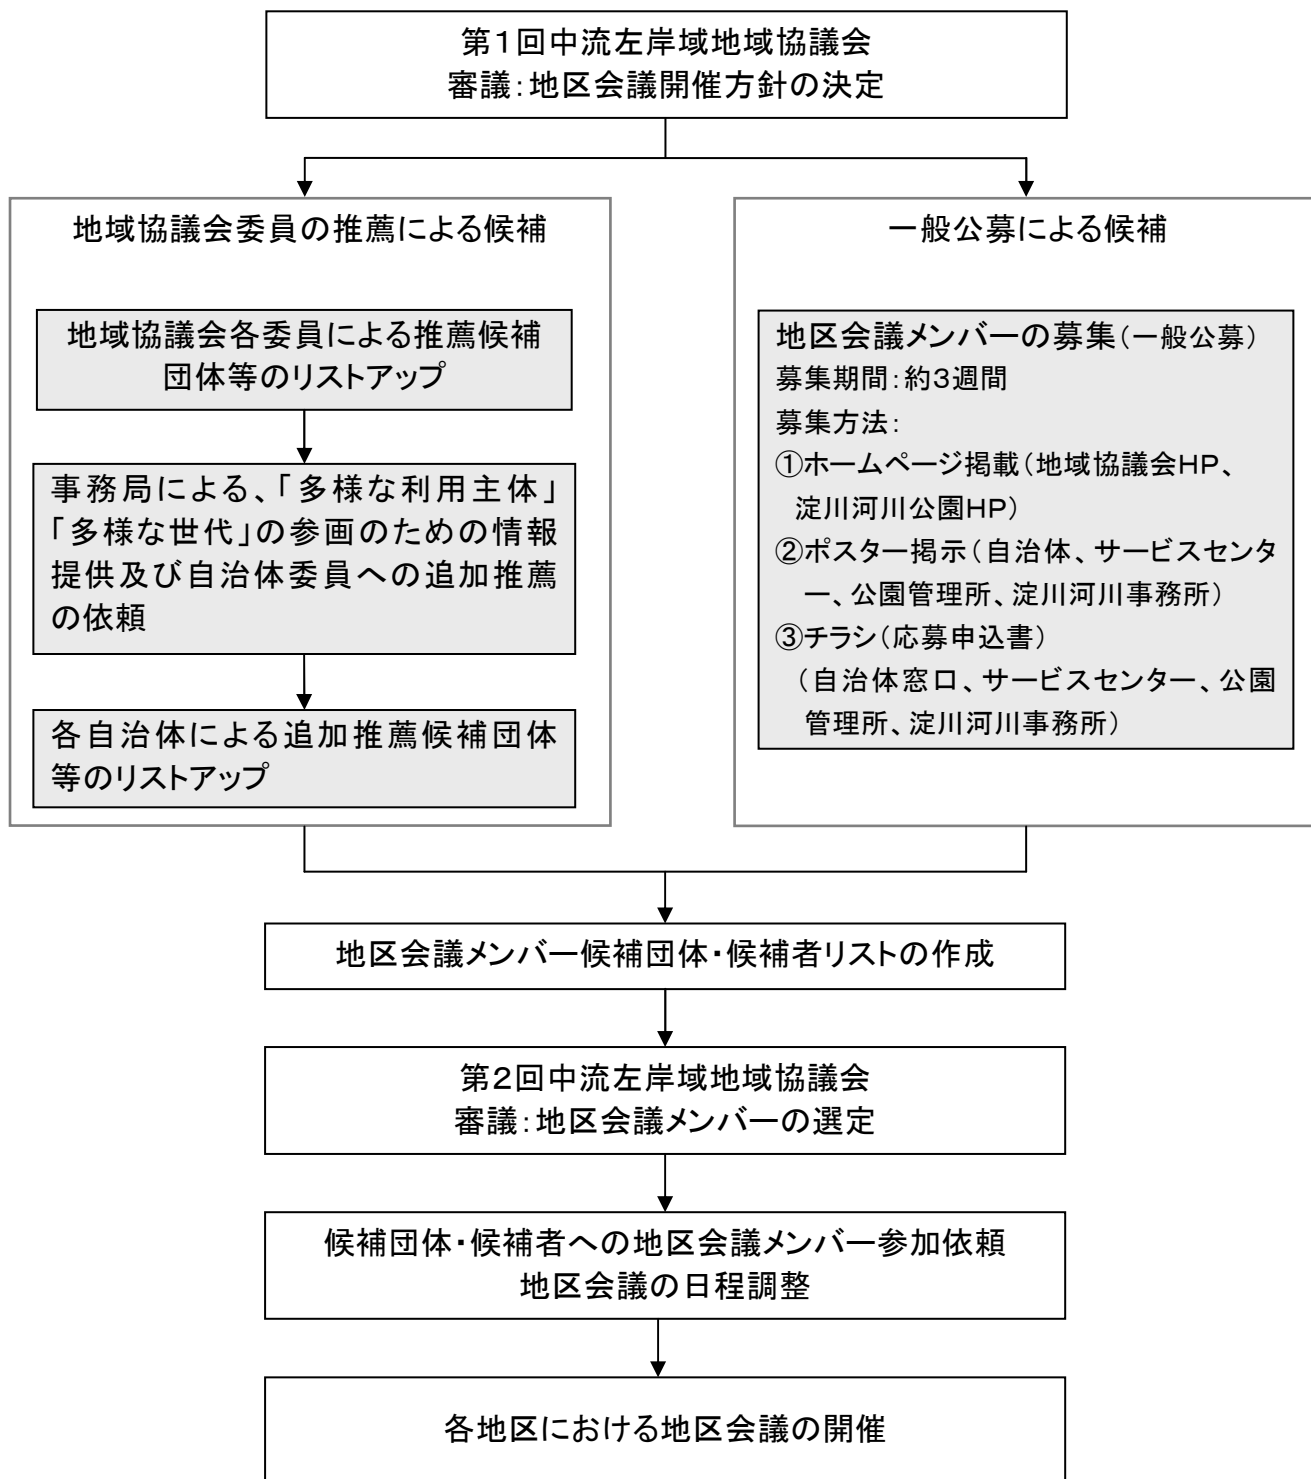 第1回中流左岸域地域協議会
審議：地区会議開催方針の決定
地域協議会委員の推薦による候補
地域協議会各委員による推薦候補
団体等のリストアップ
事務局による、「多様な利用主体」
「多様な世代」の参画のための情報
提供及び自治体委員への追加推薦
の依頼
各自治体による追加推薦候補団体
等のリストアップ
一般公募による候補
地区会議メンバーの募集（一般公募）
募集期間：約3週間
募集方法：
①ホームページ掲載（地域協議会HP、
淀川河川公園HP）
②ポスター掲示（自治体、サービスセンタ
ー、公園管理所、淀川河川事務所）
③チラシ（応募申込書）
（自治体窓口、サービスセンター、公園
管理所、淀川河川事務所）
地区会議メンバー候補団体・候補者リストの作成
第2回中流左岸域地域協議会
審議：地区会議メンバーの選定
候補団体・候補者への地区会議メンバー参加依頼
地区会議の日程調整
各地区における地区会議の開催